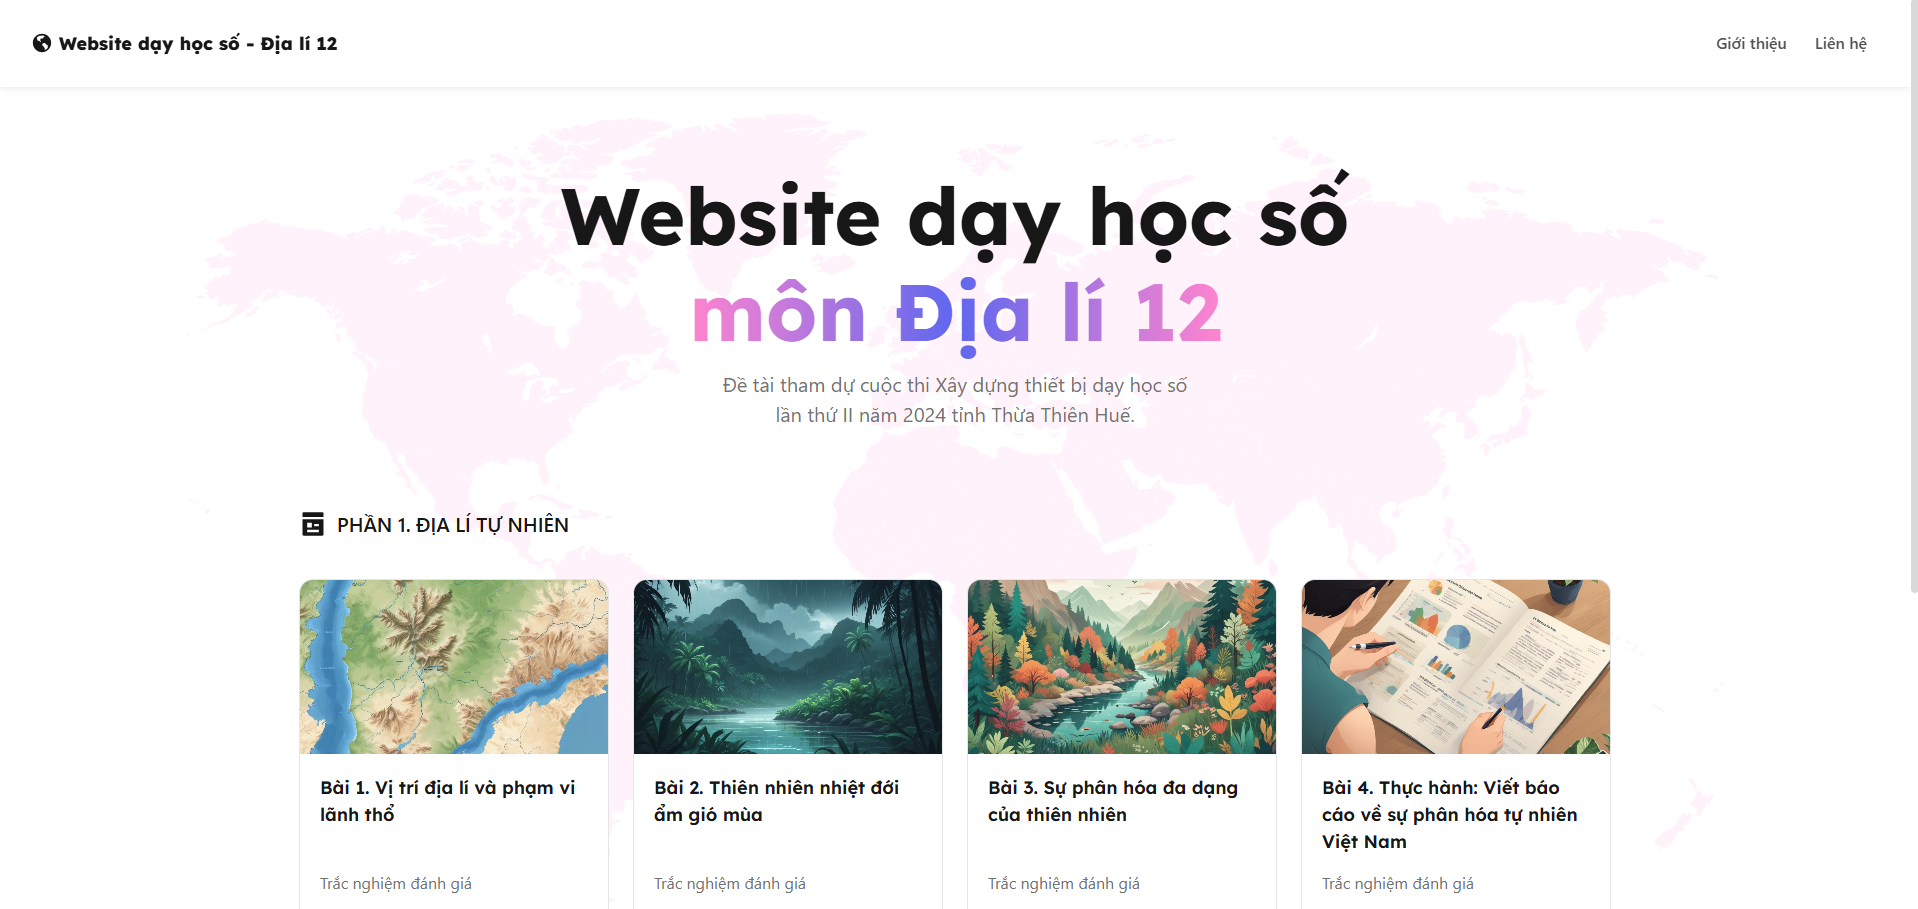 Website dạy học số - Địa lí 12
Giới thiệu
Liên hệ
Website dạy học số
môn Địa lí 12
Đề tài tham dự cuộc thi Xây dựng thiết bị dạy học số
lần thứ II năm 2024 tỉnh Thừa Thiên Huế.
PHẦN 1. ĐỊA LÍ TỰ NHIÊN
Bài 1. Vị trí địa lí và phạm vi
lãnh thổ
Trắc nghiệm đánh giá
Bài 2. Thiên nhiên nhiệt đới
ẩm gió mùa
Trắc nghiệm đánh giá
Bài 3. Sự phân hóa đa dạng
của thiên nhiên
Trắc nghiệm đánh giá
Bài 4. Thực hành: Viết báo
cáo về sự phân hóa tự nhiên
Việt Nam
Trắc nghiệm đánh giá